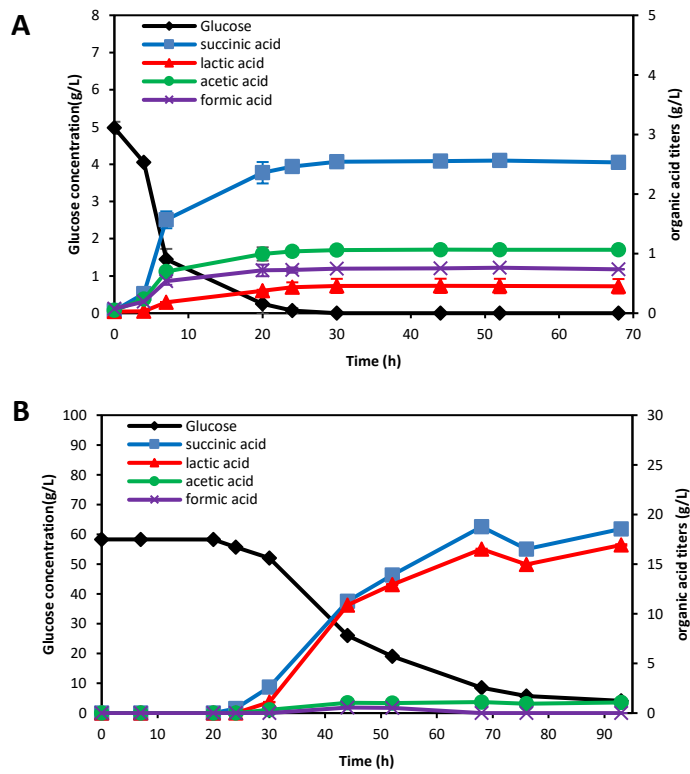 A
Glucose concentration(g/L)
8
7
6
5
4
3
2
1
0
Glucose
succinic acid
lactic acid
acetic acid
formic acid
5
4
3
2
1
0
organic acid titers (g/L)
0 10 20 30 40 50 60 70
Time (h)
B
Glucose concentration(g/L)
100
90
80
70
60
50
40
30
20
10
0
Glucose
succinic acid
lactic acid
acetic acid
formic acid
30
25
20
15
10
5
0
organic acid titers (g/L)
0 10 20 30 40 50 60 70 80 90
Time (h)